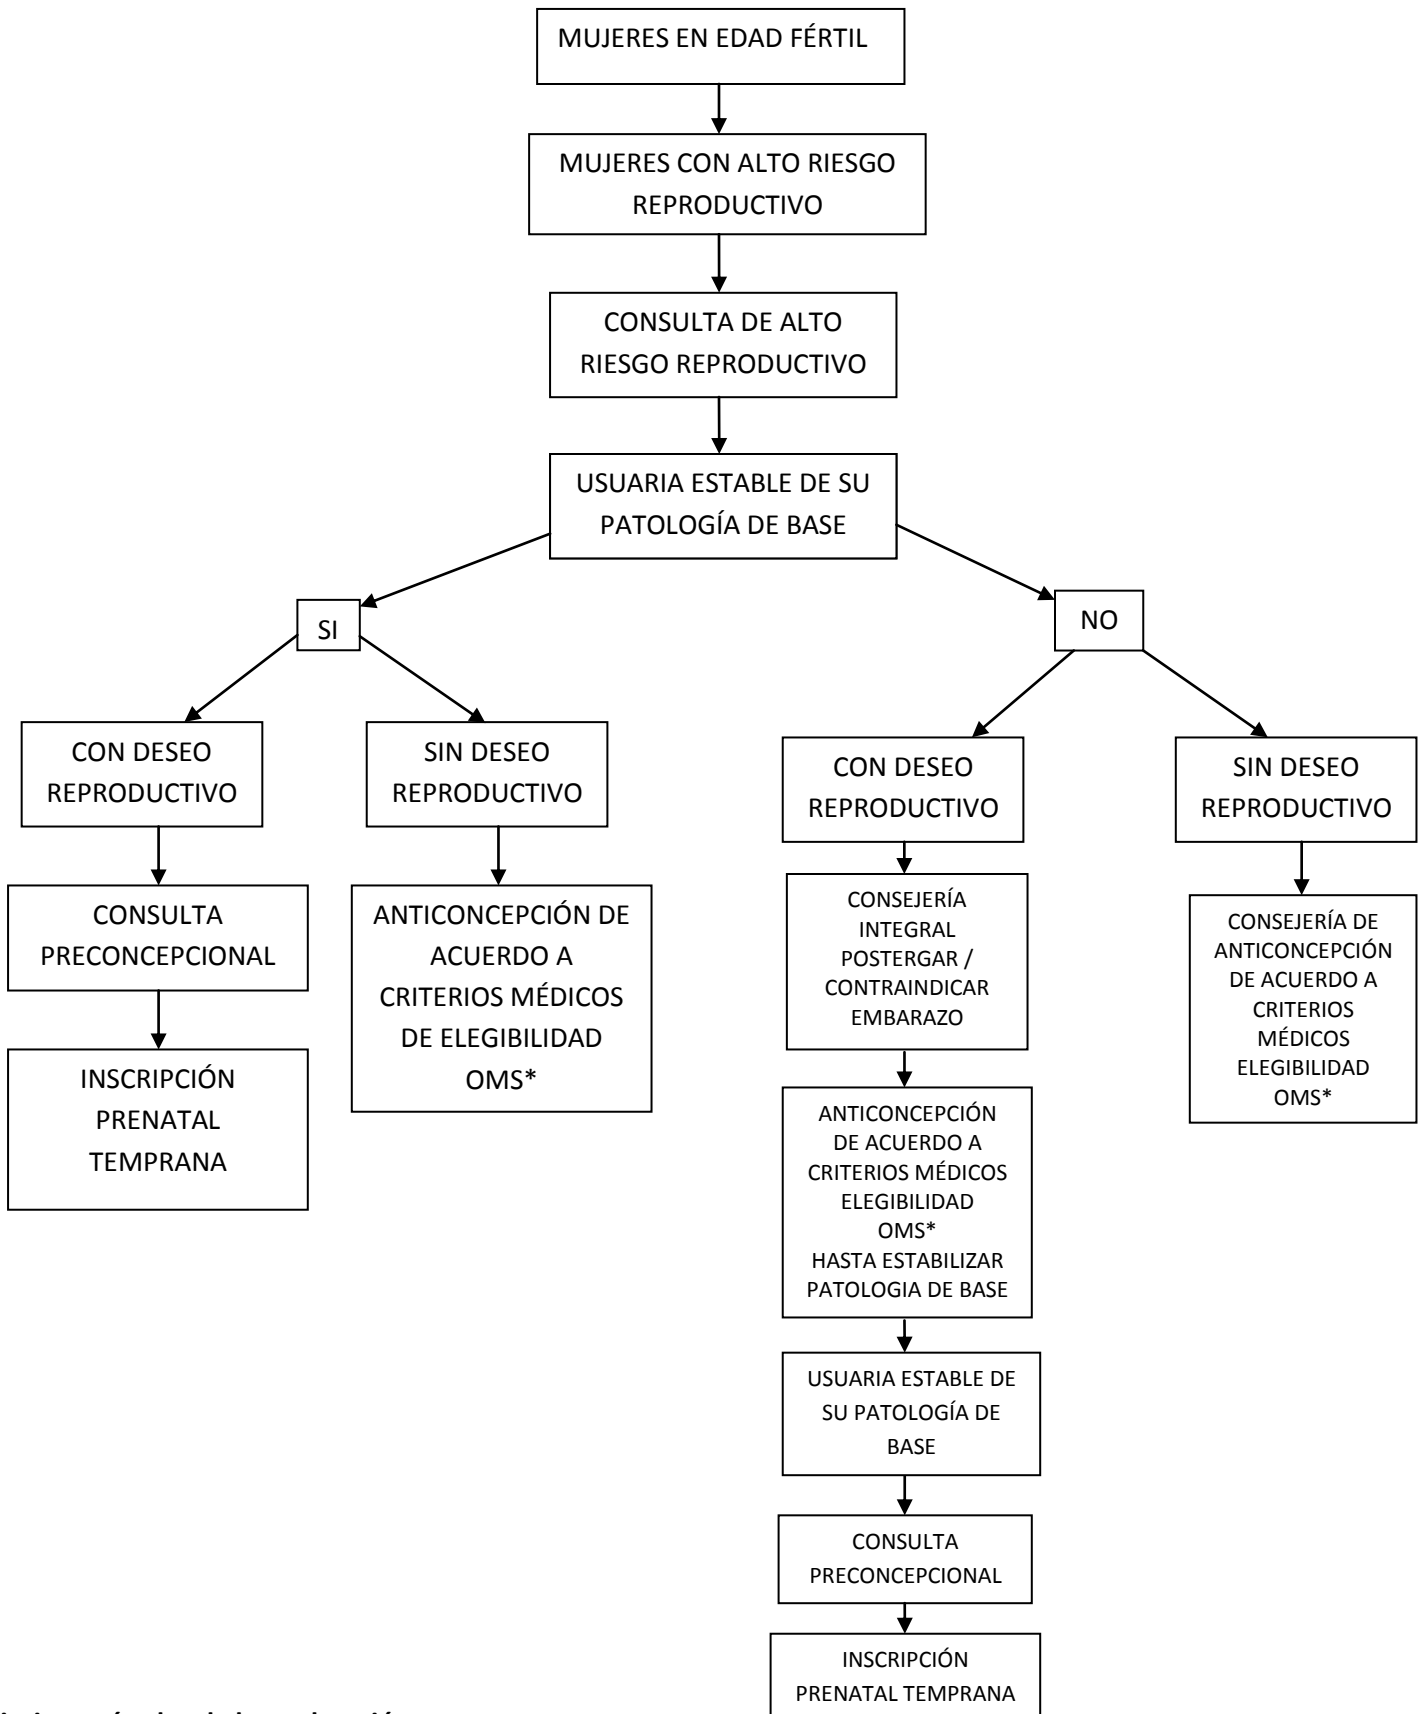 MUJERES EN EDAD FÉRTIL
MUJERES CON ALTO RIESGO
REPRODUCTIVO
CONSULTA DE ALTO
RIESGO REPRODUCTIVO
USUARIA ESTABLE DE SU
PATOLOGÍA DE BASE
SI
NO
CON DESEO
REPRODUCTIVO
SIN DESEO
REPRODUCTIVO
CON DESEO
REPRODUCTIVO
SIN DESEO
REPRODUCTIVO
CONSULTA
PRECONCEPCIONAL
INSCRIPCIÓN
PRENATAL
TEMPRANA
ANTICONCEPCIÓN DE
ACUERDO A
CRITERIOS MÉDICOS
DE ELEGIBILIDAD
OMS*
CONSEJERÍA
INTEGRAL
POSTERGAR /
CONTRAINDICAR
EMBARAZO
ANTICONCEPCIÓN
DE ACUERDO A
CRITERIOS MÉDICOS
ELEGIBILIDAD
OMS*
HASTA ESTABILIZAR
PATOLOGIA DE BASE
USUARIA ESTABLE DE
SU PATOLOGÍA DE
BASE
CONSULTA
PRECONCEPCIONAL
INSCRIPCIÓN
PRENATAL TEMPRANA
CONSEJERÍA DE
ANTICONCEPCIÓN
DE ACUERDO A
CRITERIOS
MÉDICOS
ELEGIBILIDAD
OMS*